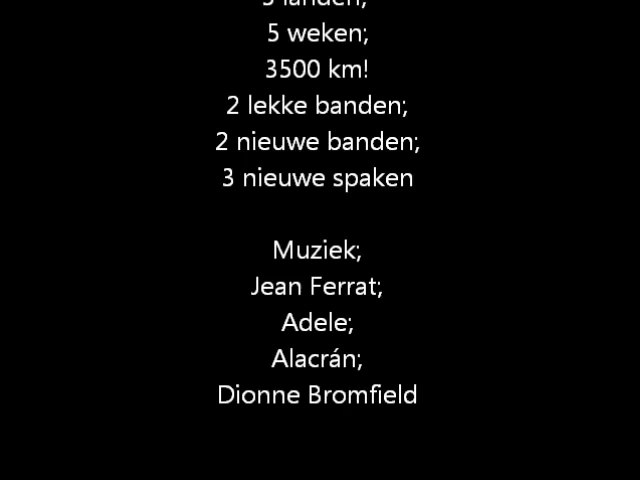 landen;
5 weken;
3500 km!
2 lekke banden;
2 nieuwe banden;
3 nieuwe spaken
Muziek;
Jean Ferrat;
Adele;
Alacrán;
Dionne Bromfield